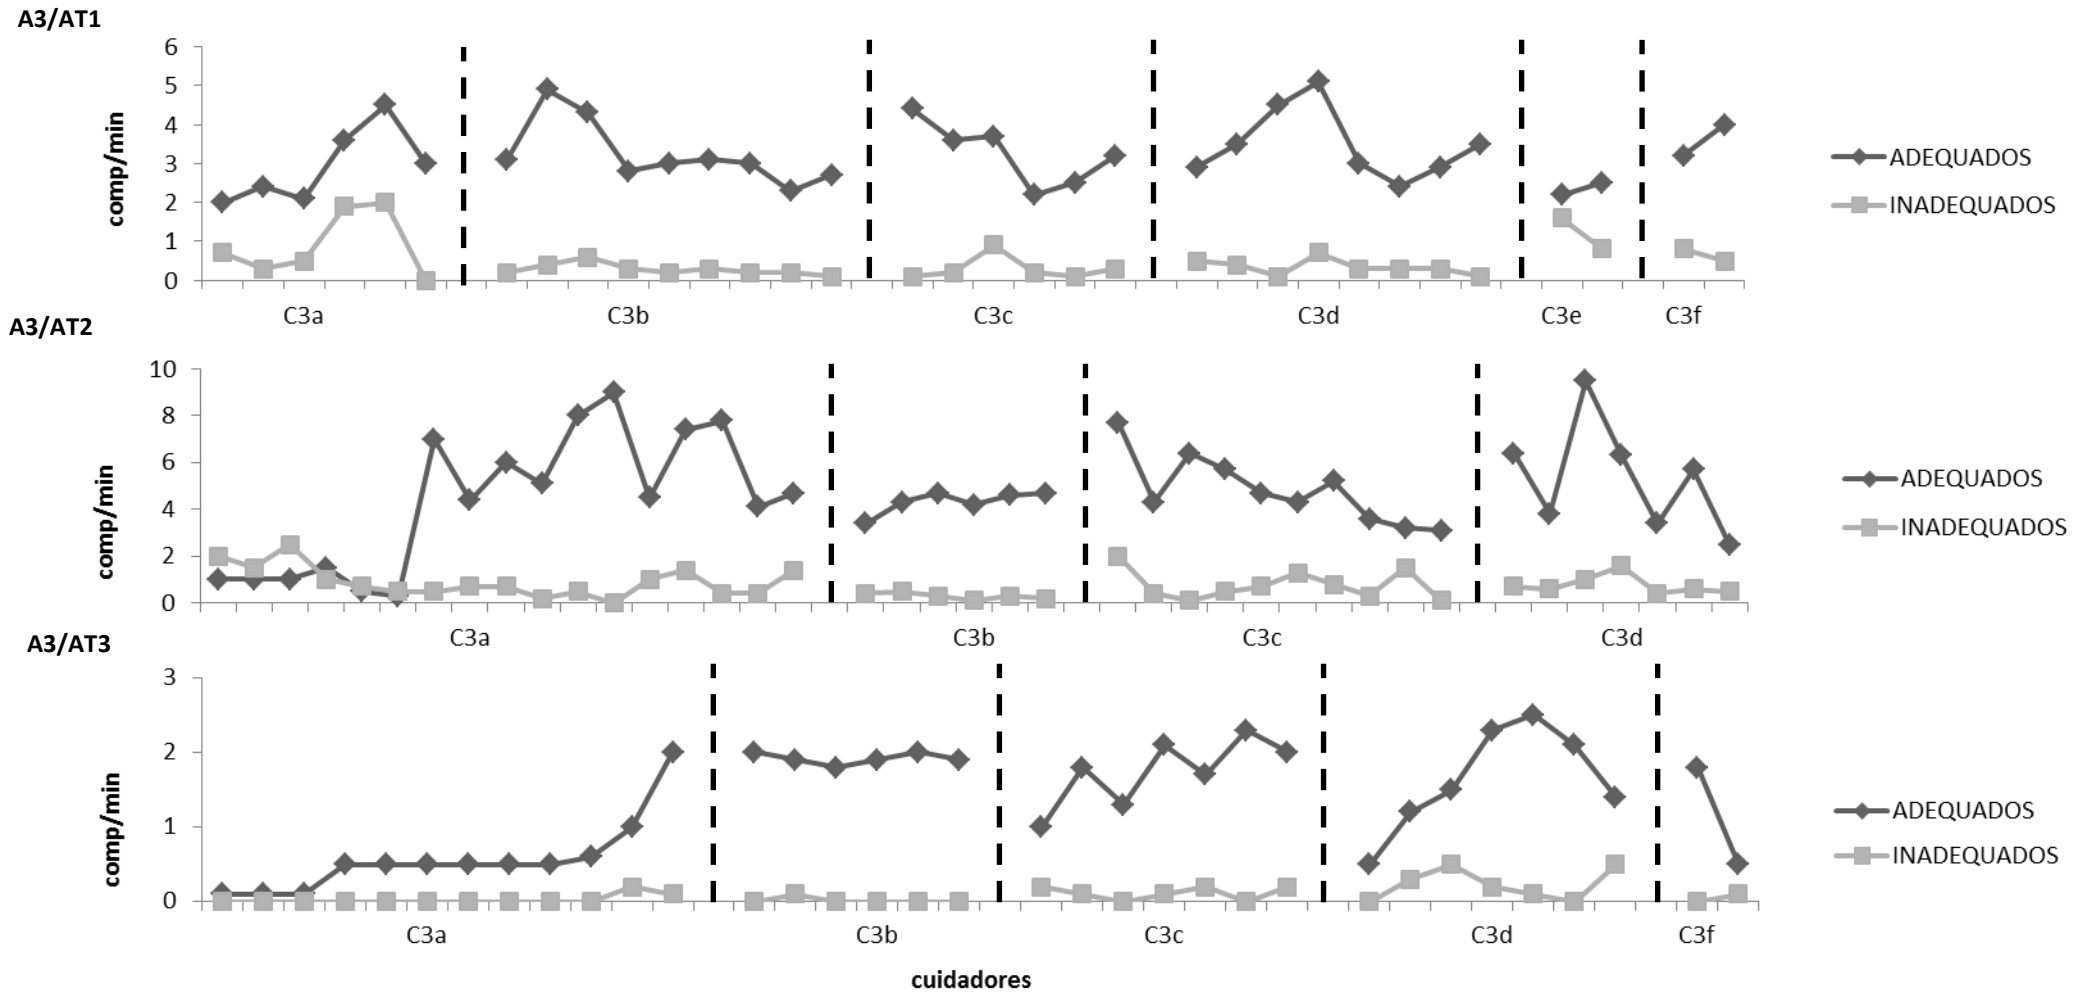 A3/AT1
6
5
4
3
2
1
0
comp/min
C3a C3b C3c C3d C3e C3f
ADEQUADOS
INADEQUADOS
A3/AT2
10
8
6
4
2
0
comp/min
C3a C3b C3c C3d
ADEQUADOS
INADEQUADOS
A3/AT3
3
2
1
0
comp/min
C3a C3b C3c C3d C3f
ADEQUADOS
INADEQUADOS
cuidadores